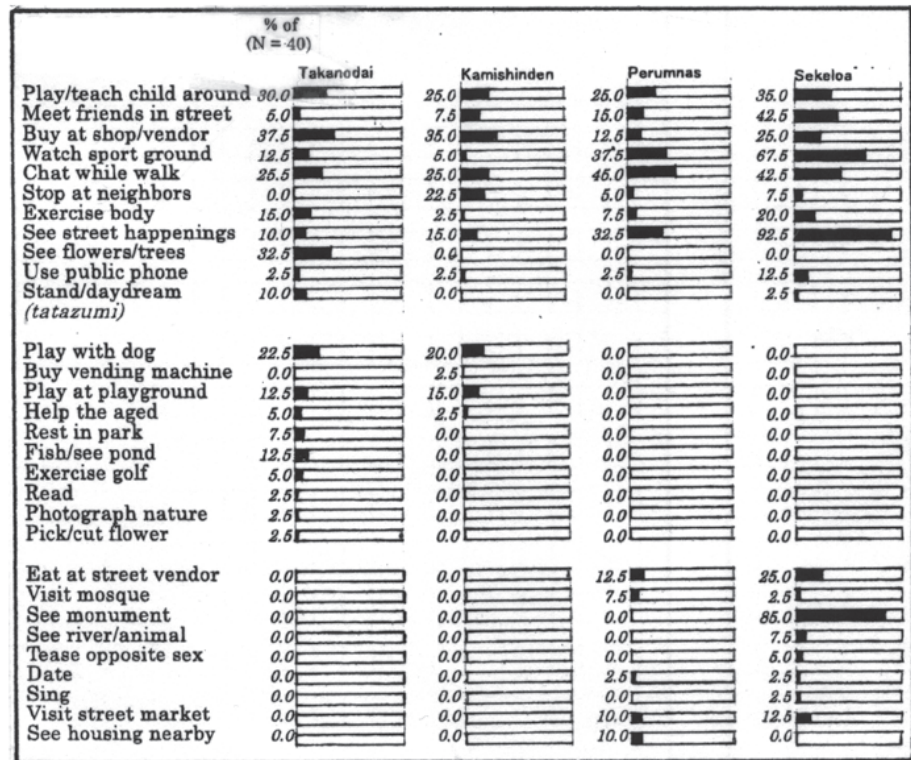 % of
(N = 40)
Takanodai Kamishinden Perumnas Sekeloa
Play/teach child around 30.0 25.0 25.0 35.0
Meet friends in street 5.0 7.5 15.0 42.5
Buy at shop/vendor 37.5 35.0 12.5 25.0
Watch sport ground 12.5 5.0 37.5 67.5
Chat while walk 25.5 25.0 45.0 42.5
Stop at neighbors 0.0 22.5 5.0 7.5
Exercise body 15.0 2.5 7.5 20.0
See street happenings 10.0 15.0 32.5 92.5
See flowers/trees 32.5 0.0 0.0 0.0
Use public phone 2.5 2.5 2.5 12.5
Stand/daydream 10.0 0.0 0.0 2.5
(tatazumi)
Play with dog 22.5 20.0 0.0 0.0
Buy vending machine 0.0 2.5 0.0 0.0
Play at playground 12.5 15.0 0.0 0.0
Help the aged 5.0 2.5 0.0 0.0
Rest in park 7.5 0.0 0.0 0.0
Fish/see pond 12.5 0.0 0.0 0.0
Exercise golf 5.0 0.0 0.0 0.0
Read 2.5 0.0 0.0 0.0
Photograph nature 2.5 0.0 0.0 0.0
Pick/cut flower 2.5 0.0 0.0 0.0
Eat at street vendor 0.0 0.0 12.5 25.0
Visit mosque 0.0 0.0 7.5 2.5
See monument 0.0 0.0 0.0 85.0
See river/animal 0.0 0.0 0.0 7.5
Tease opposite sex 0.0 0.0 0.0 5.0
Date 0.0 0.0 2.5 2.5
Sing 0.0 0.0 0.0 2.5
Visit street market 0.0 0.0 10.0 12.5
See housing nearby 0.0 0.0 10.0 0.0